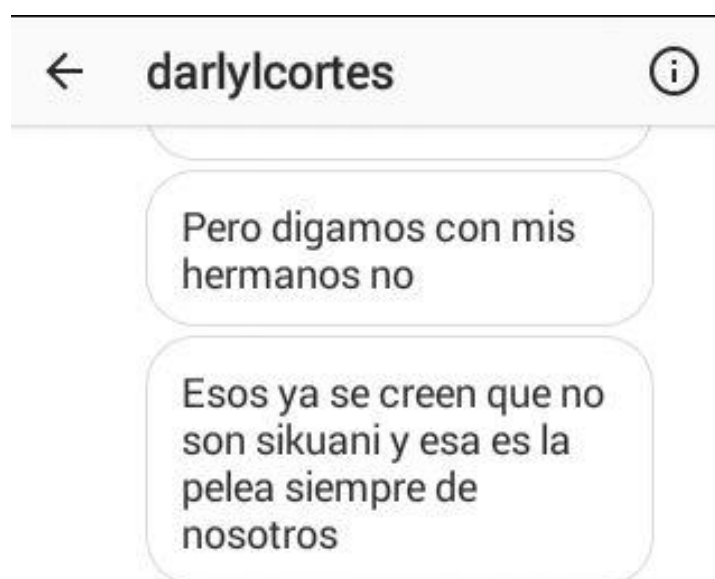 darlylcortes
Pero digamos con mis
hermanos no
Esos ya se creen que no
son sikuani y esa es la
pelea siempre de
nosotros